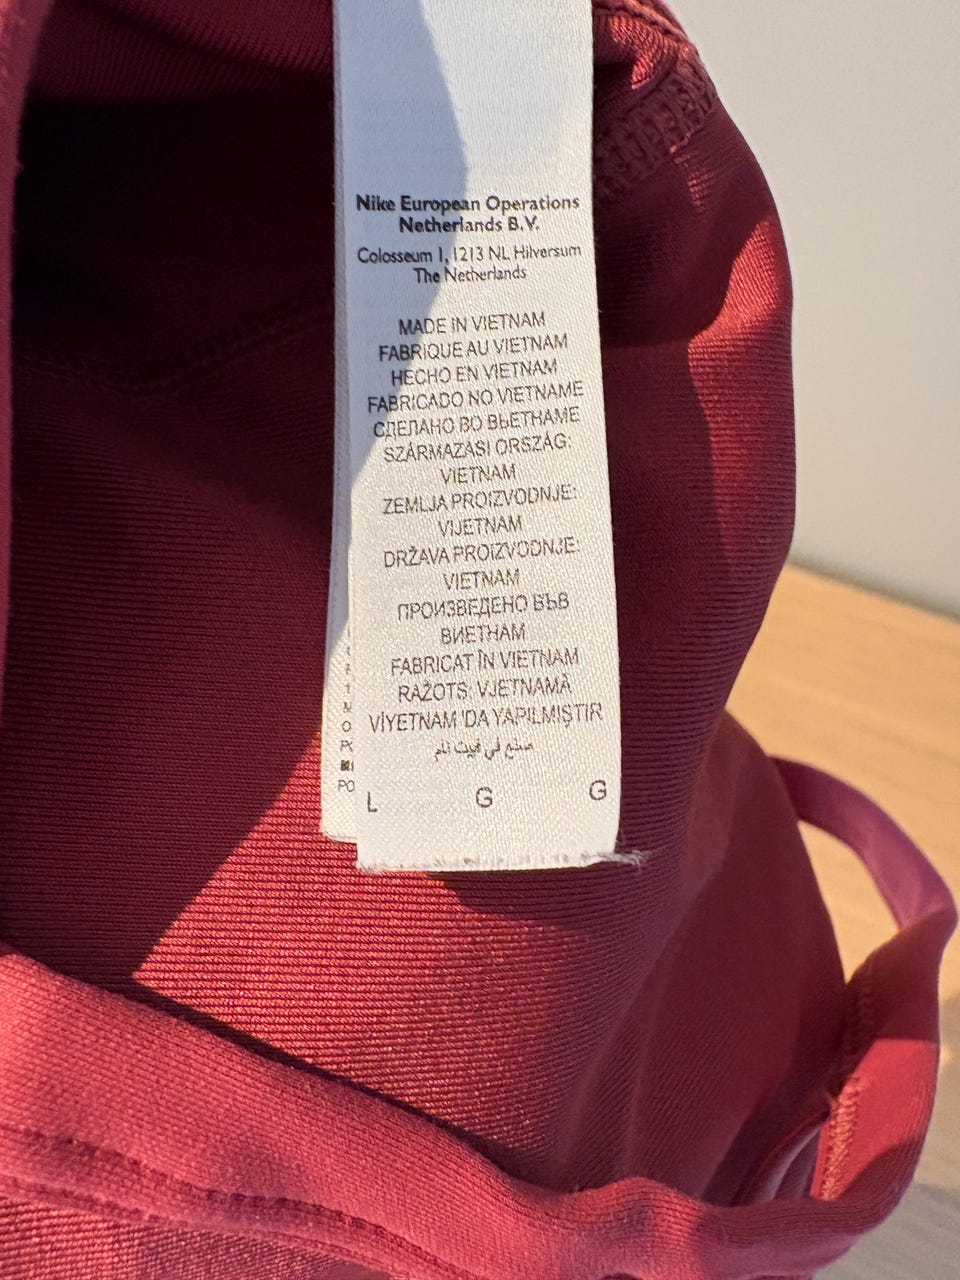 Nike European Operations
Netherlands B.V.
Colosseum 1, 1213 NL Hilversum
The Netherlands
MADE IN VIETNAM
FABRIQUE AU VIETNAM
HECHO EN VIETNAM
FABRICADO NO VIETNAME
СДЕЛАНО ВО ВЬЕТНАМЕ
SZÁRMAZÁSI ORSZÁG:
VIETNAM
ZEMLJA PROIZVODNJE:
VIJETNAM
DRŽAVA PROIZVODNJE:
VIETNAM
ПРОИЗВЕДЕНО ВЪВ
ВИЕТНАМ
FABRICAT ÎN VIETNAM
RAŽOTS: VJETNAMĀ
VİYETNAM 'DA YAPILMIŞTIR
صنع في فييت نام
L G G